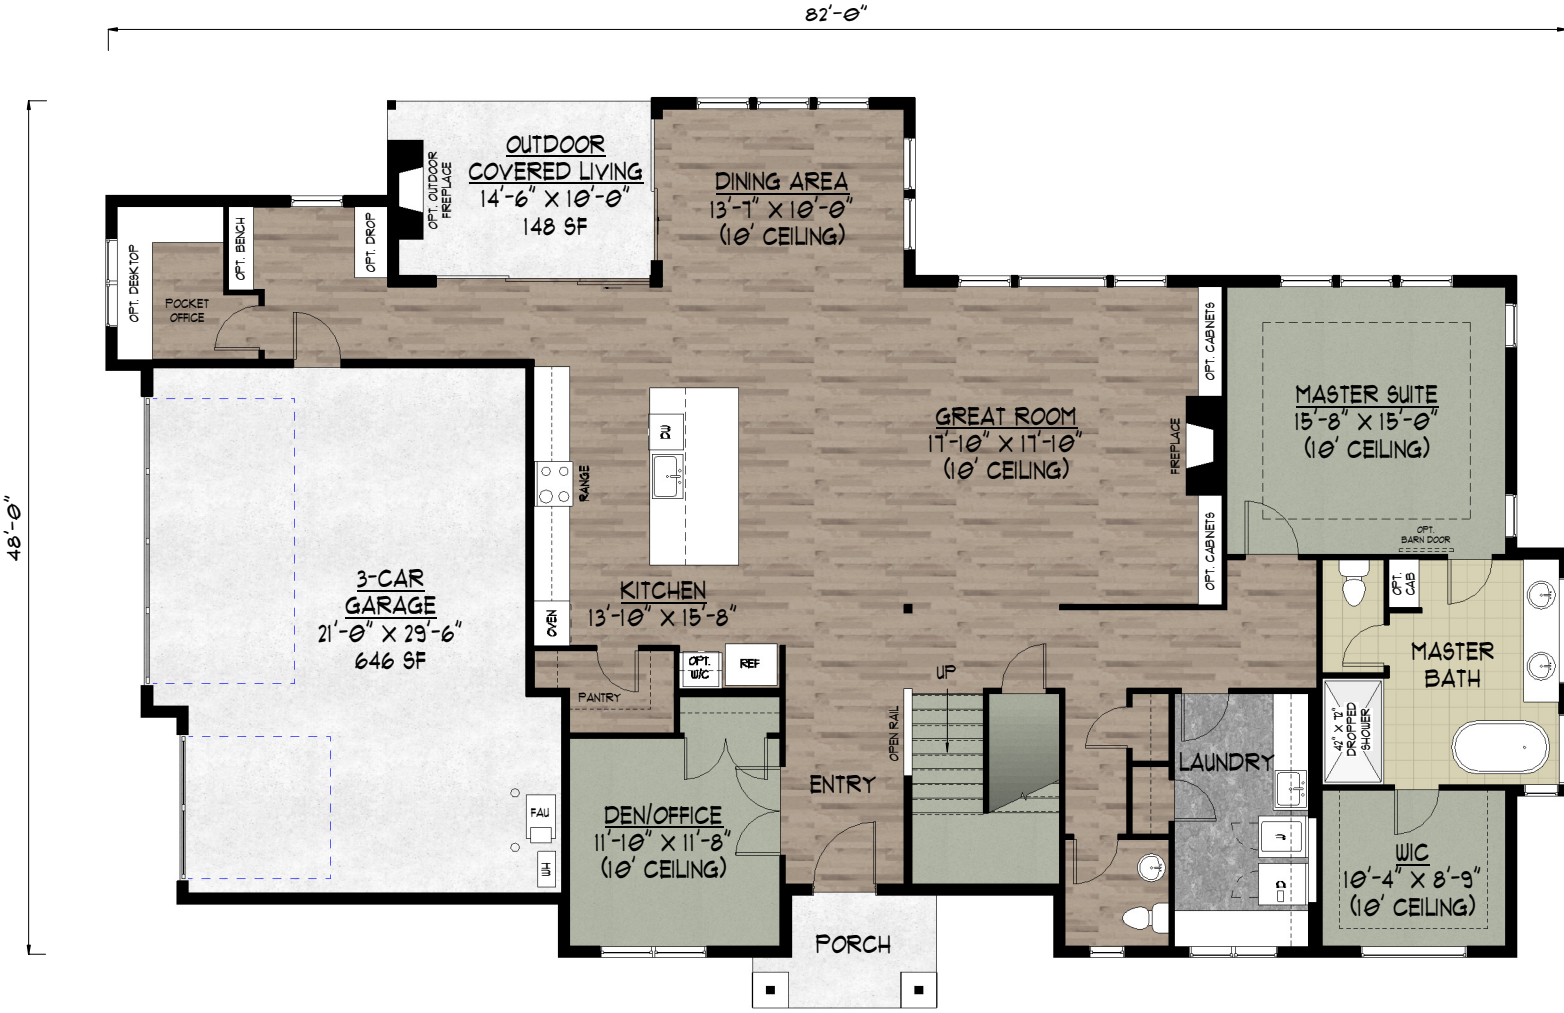 82'-0"
48'-0"
OUTDOOR
COVERED LIVING
14'-6" X 10'-0"
148 SF
OPT. OUTDOOR
FIREPLACE
DINING AREA
13'-7" X 10'-0"
(10' CEILING)
OPT. DESKTOP
POCKET
OFFICE
OPT. BENCH
OPT. DROP
GREAT ROOM
17'-10" X 17'-10"
(10' CEILING)
OPT. CABNETS
FIREPLACE
OPT. CABNETS
MASTER SUITE
15'-8" X 15'-0"
(10' CEILING)
OPT.
BARN DOOR
3-CAR
GARAGE
21'-0" X 29'-6"
646 SF
DW
RANGE
OVEN
KITCHEN
13'-10" X 15'-8"
OPT.
W/C
REF
PANTRY
UP
OPEN RAIL
ENTRY
OPT.
CAB
MASTER
BATH
42" X 72"
DROPPED
SHOWER
LAUNDRY
W
D
FAU
WH
DEN/OFFICE
11'-10" X 11'-8"
(10' CEILING)
WIC
10'-4" X 8'-9"
(10' CEILING)
PORCH